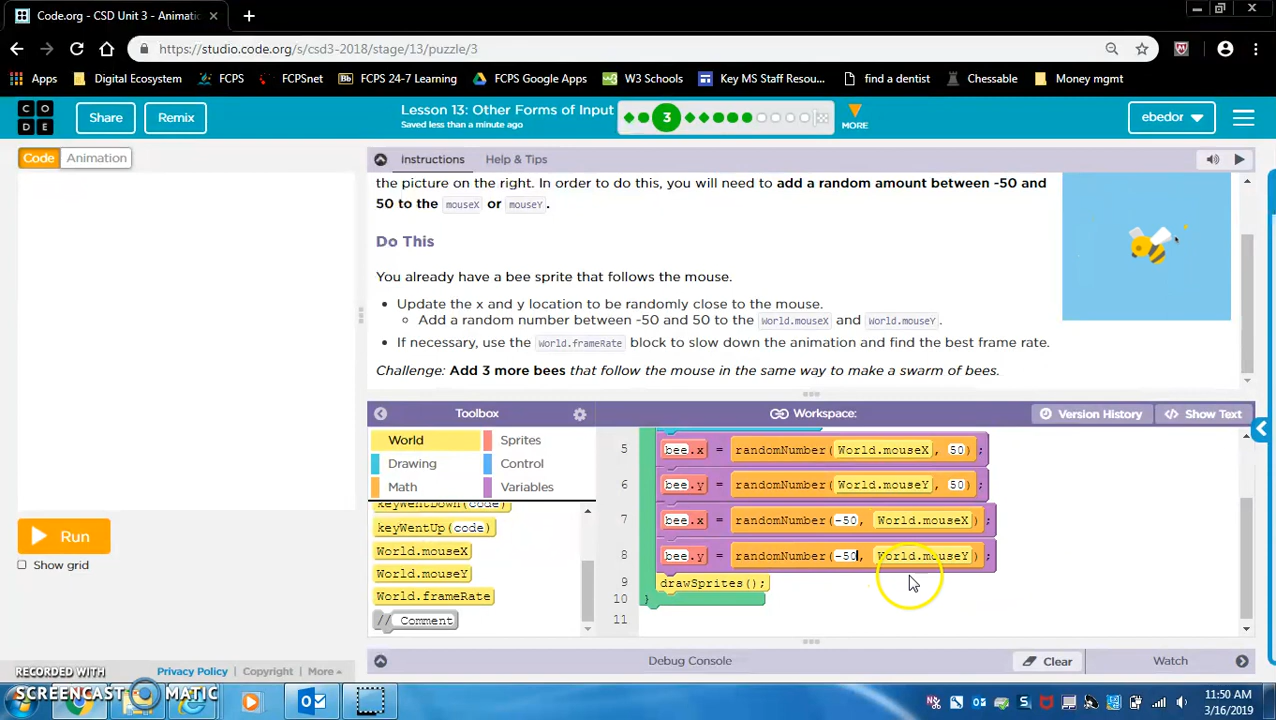 Code.org - CSD Unit 3 - Animatio
https://studio.code.org/s/csd3-2018/stage/13/puzzle/3
Apps Digital Ecosystem FCPS FCPSnet Bb FCPS 24-7 Learning FCPS Google Apps W3 Schools Key MS Staff Resou... find a dentist Chessable Money mgmt
C O D E
Share Remix
Lesson 13: Other Forms of Input
Saved less than a minute ago
3
MORE
ebedor
Code Animation
Instructions Help & Tips
the picture on the right. In order to do this, you will need to add a random amount between -50 and
50 to the mouseX or mouseY.
Do This
You already have a bee sprite that follows the mouse.
• Update the x and y location to be randomly close to the mouse.
Add a random number between -50 and 50 to the World.mouseX and World.mouseY.
• If necessary, use the World.frameRate block to slow down the animation and find the best frame rate.
Challenge: Add 3 more bees that follow the mouse in the same way to make a swarm of bees.
Toolbox Workspace: Version History Show Text
World Sprites
Drawing Control
Math Variables
keyWentDown(code)
keyWentUp(code)
World.mouseX
World.mouseY
World.frameRate
// Comment
5 bee.x = randomNumber(World.mouseX, 50);
6 bee.y = randomNumber(World.mouseY, 50);
7 bee.x = randomNumber(-50, World.mouseX);
8 bee.y = randomNumber(-50, World.mouseY);
9 drawSprites();
10 }
11
Run
Show grid
Debug Console Clear Watch
Privacy Policy | Copyright | More
RECORDED WITH
SCREENCAST MATIC
11:50 AM
3/16/2019